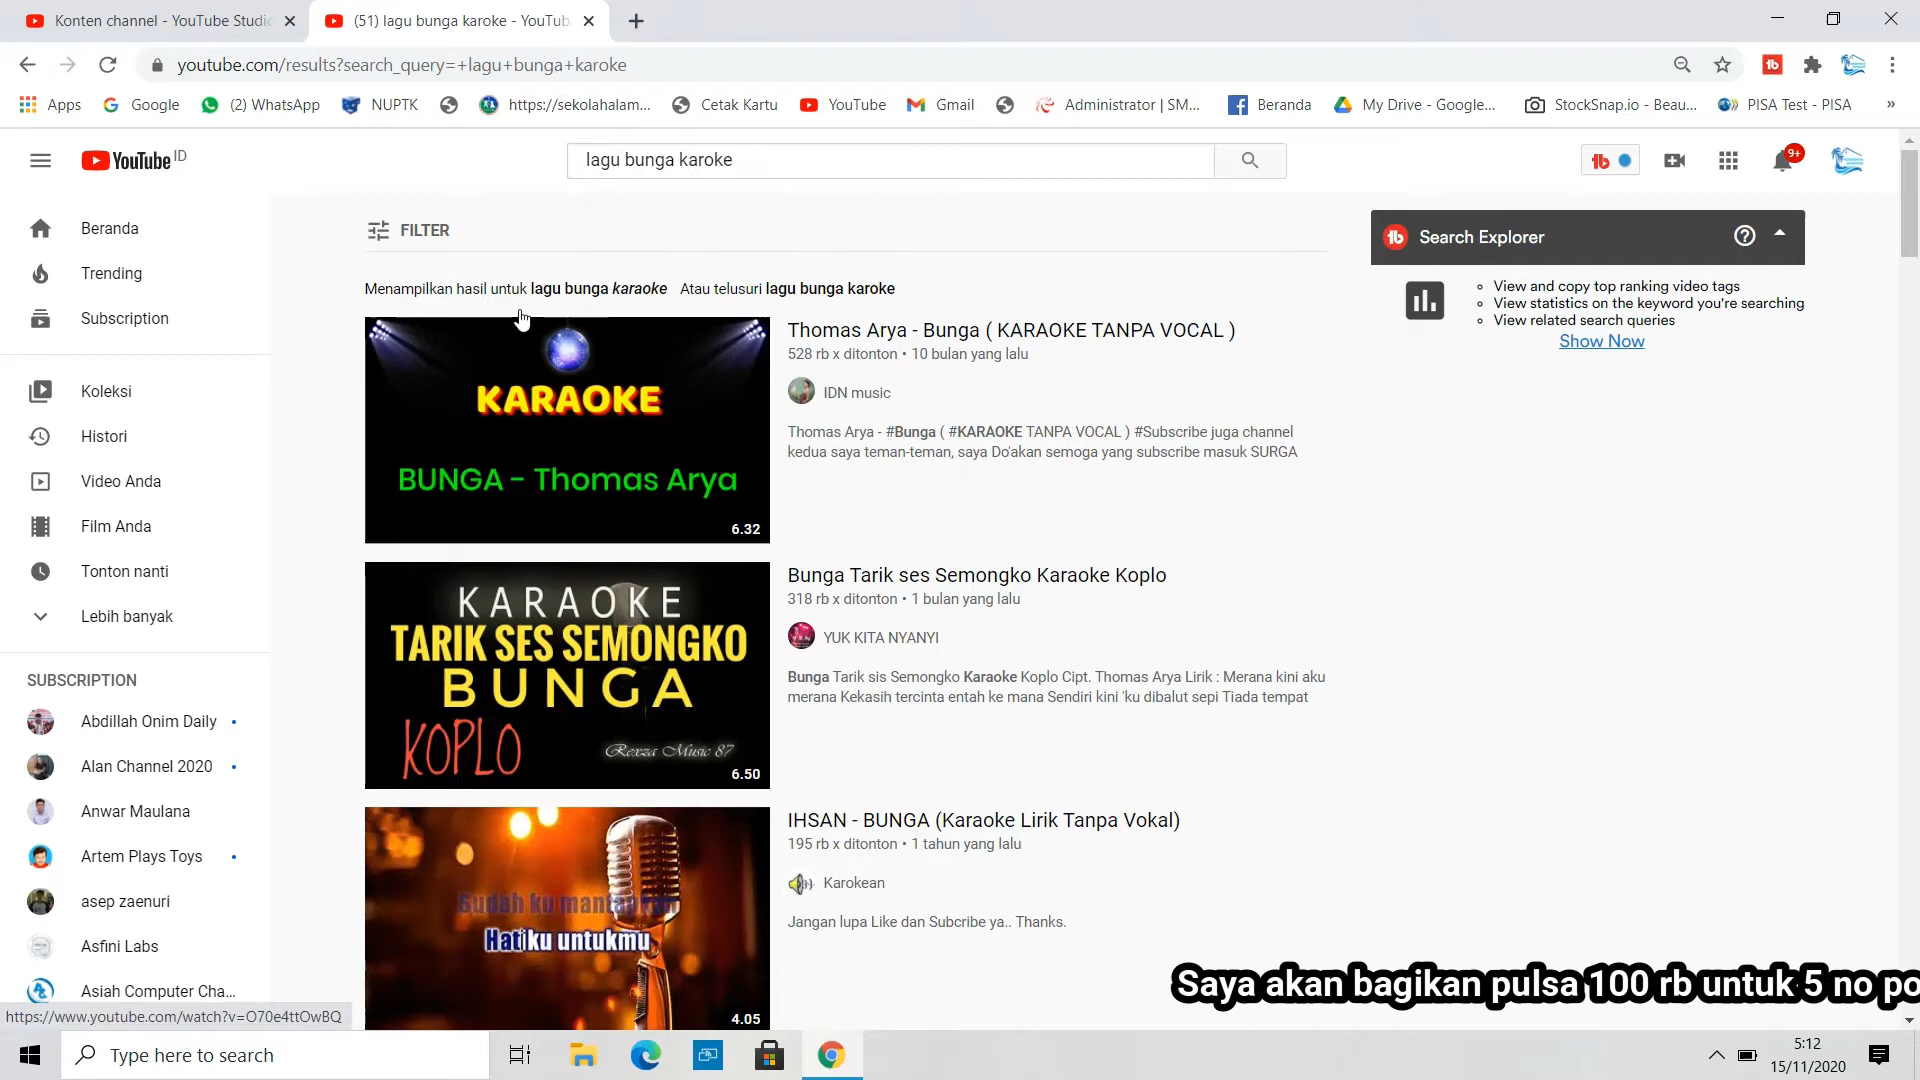 Konten channel - YouTube Studi
(51) lagu bunga karoke - YouTub
youtube.com/results?search_query=+lagu+bunga+karoke
Apps
Google
(2) WhatsApp
NUPTK
https://sekolahalam...
Cetak Kartu
YouTube
Gmail
Administrator | SM...
Beranda
My Drive - Google...
StockSnap.io - Beau...
PISA Test - PISA
»
YouTube ID
lagu bunga karoke
9+
Beranda
Trending
Subscription
Koleksi
Histori
Video Anda
Film Anda
Tonton nanti
Lebih banyak
SUBSCRIPTION
Abdillah Onim Daily
Alan Channel 2020
Anwar Maulana
Artem Plays Toys
asep zaenuri
Asfini Labs
Asiah Computer Cha...
https://www.youtube.com/watch?v=O70e4ttOwBQ
FILTER
Menampilkan hasil untuk lagu bunga karaoke Atau telusuri lagu bunga karoke
KARAOKE
BUNGA - Thomas Arya
6.32
Thomas Arya - Bunga ( KARAOKE TANPA VOCAL )
528 rb x ditonton • 10 bulan yang lalu
IDN music
Thomas Arya - #Bunga ( #KARAOKE TANPA VOCAL ) #Subscribe juga channel
kedua saya teman-teman, saya Do'akan semoga yang subscribe masuk SURGA
KARAOKE
TARIK SES SEMONGKO
BUNGA
KOPLO
Rexza Music 87
6.50
Bunga Tarik ses Semongko Karaoke Koplo
318 rb x ditonton • 1 bulan yang lalu
YUK KITA NYANYI
Bunga Tarik sis Semongko Karaoke Koplo Cipt. Thomas Arya Lirik : Merana kini aku
merana Kekasih tercinta entah ke mana Sendiri kini 'ku dibalut sepi Tiada tempat
Sudah ku mantapkan
Hatiku untukmu
4.05
IHSAN - BUNGA (Karaoke Lirik Tanpa Vokal)
195 rb x ditonton • 1 tahun yang lalu
Karokean
Jangan lupa Like dan Subcribe ya.. Thanks.
Search Explorer
View and copy top ranking video tags
View statistics on the keyword you're searching
View related search queries
Show Now
Saya akan bagikan pulsa 100 rb untuk 5 no po
Type here to search
5:12
15/11/2020